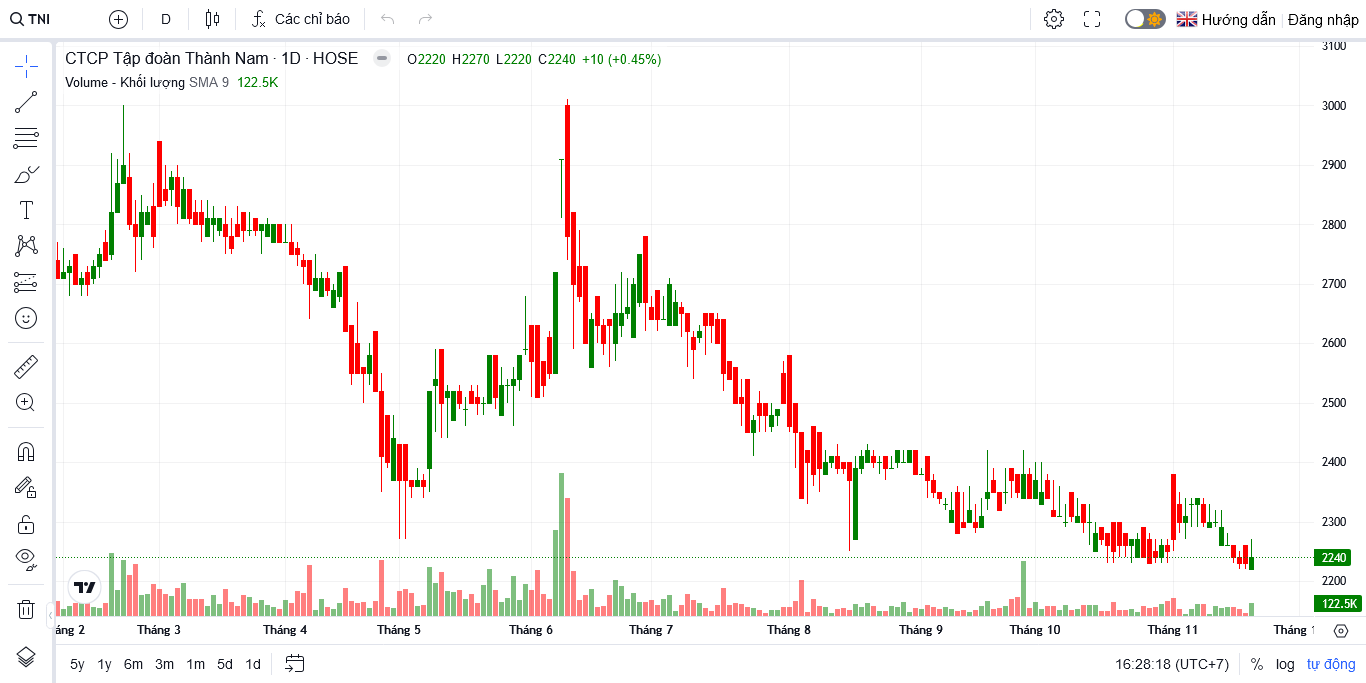 TNI D Các chỉ báo Hướng dẫn Đăng nhập
CTCP Tập đoàn Thành Nam · 1D · HOSE O2220 H2270 L2220 C2240 +10 (+0.45%)
Volume - Khối lượng SMA 9 122.5K
3100
3000
2900
2800
2700
2600
2500
2400
2300
2240
2200
122.5K
áng 2 Tháng 3 Tháng 4 Tháng 5 Tháng 6 Tháng 7 Tháng 8 Tháng 9 Tháng 10 Tháng 11 Tháng 1
5y 1y 6m 3m 1m 5d 1d 16:28:18 (UTC+7) % log tự động